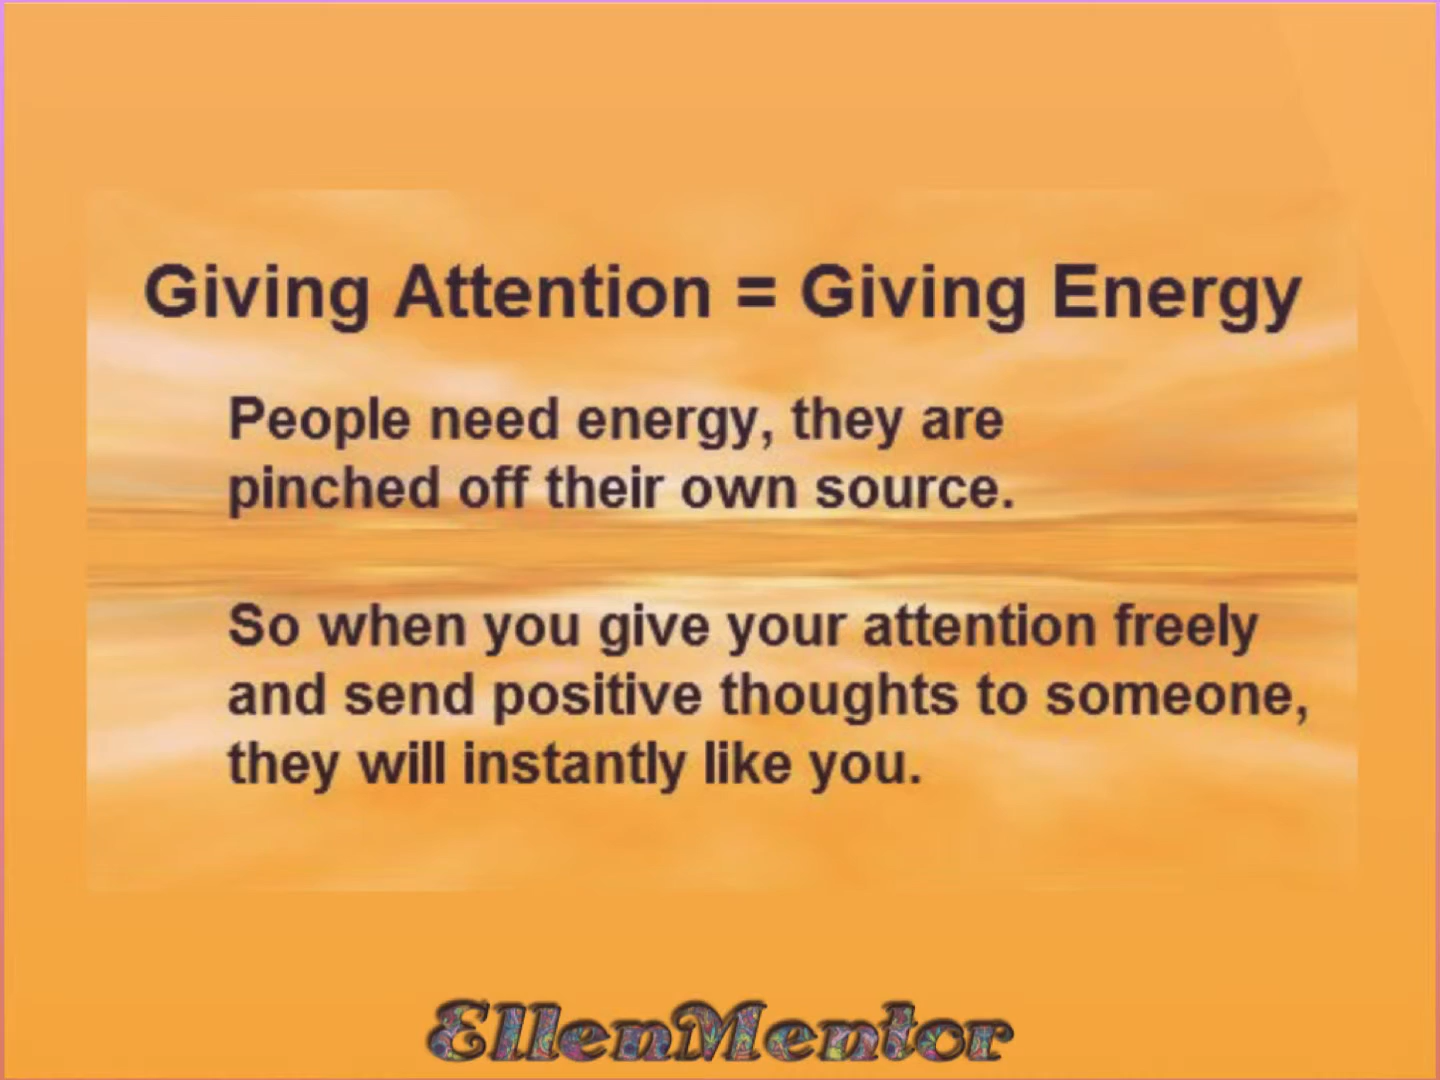 Giving Attention = Giving Energy
People need energy, they are
pinched off their own source.
So when you give your attention freely
and send positive thoughts to someone,
they will instantly like you.
EllenMentor